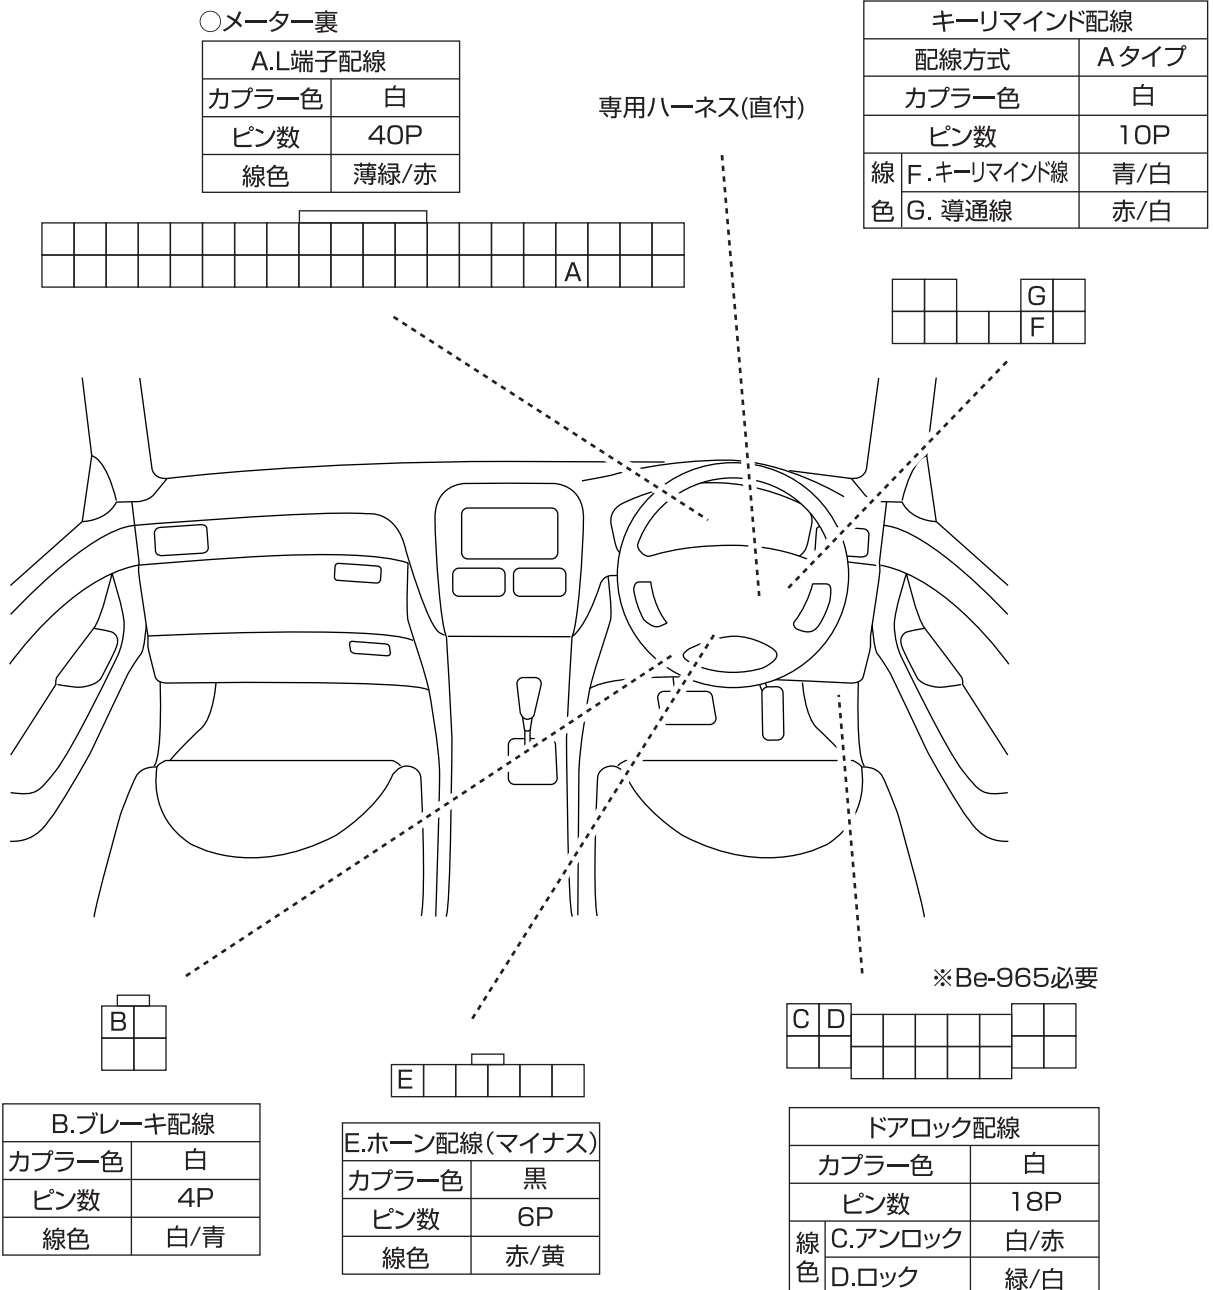 ○メーター裏
A.L端子配線
カプラー色 白
ピン数 40P
線色 薄緑/赤
専用ハーネス(直付)
キーリマインド配線
配線方式 Aタイプ
カプラー色 白
ピン数 10P
線色 F.キーリマインド線 青/白
G. 導通線 赤/白
A
G
F
※Be-965必要
B
C D
E
B.ブレーキ配線
カプラー色 白
ピン数 4P
線色 白/青
E.ホーン配線(マイナス)
カプラー色 黒
ピン数 6P
線色 赤/黄
ドアロック配線
カプラー色 白
ピン数 18P
線色 C.アンロック 白/赤
D.ロック 緑/白